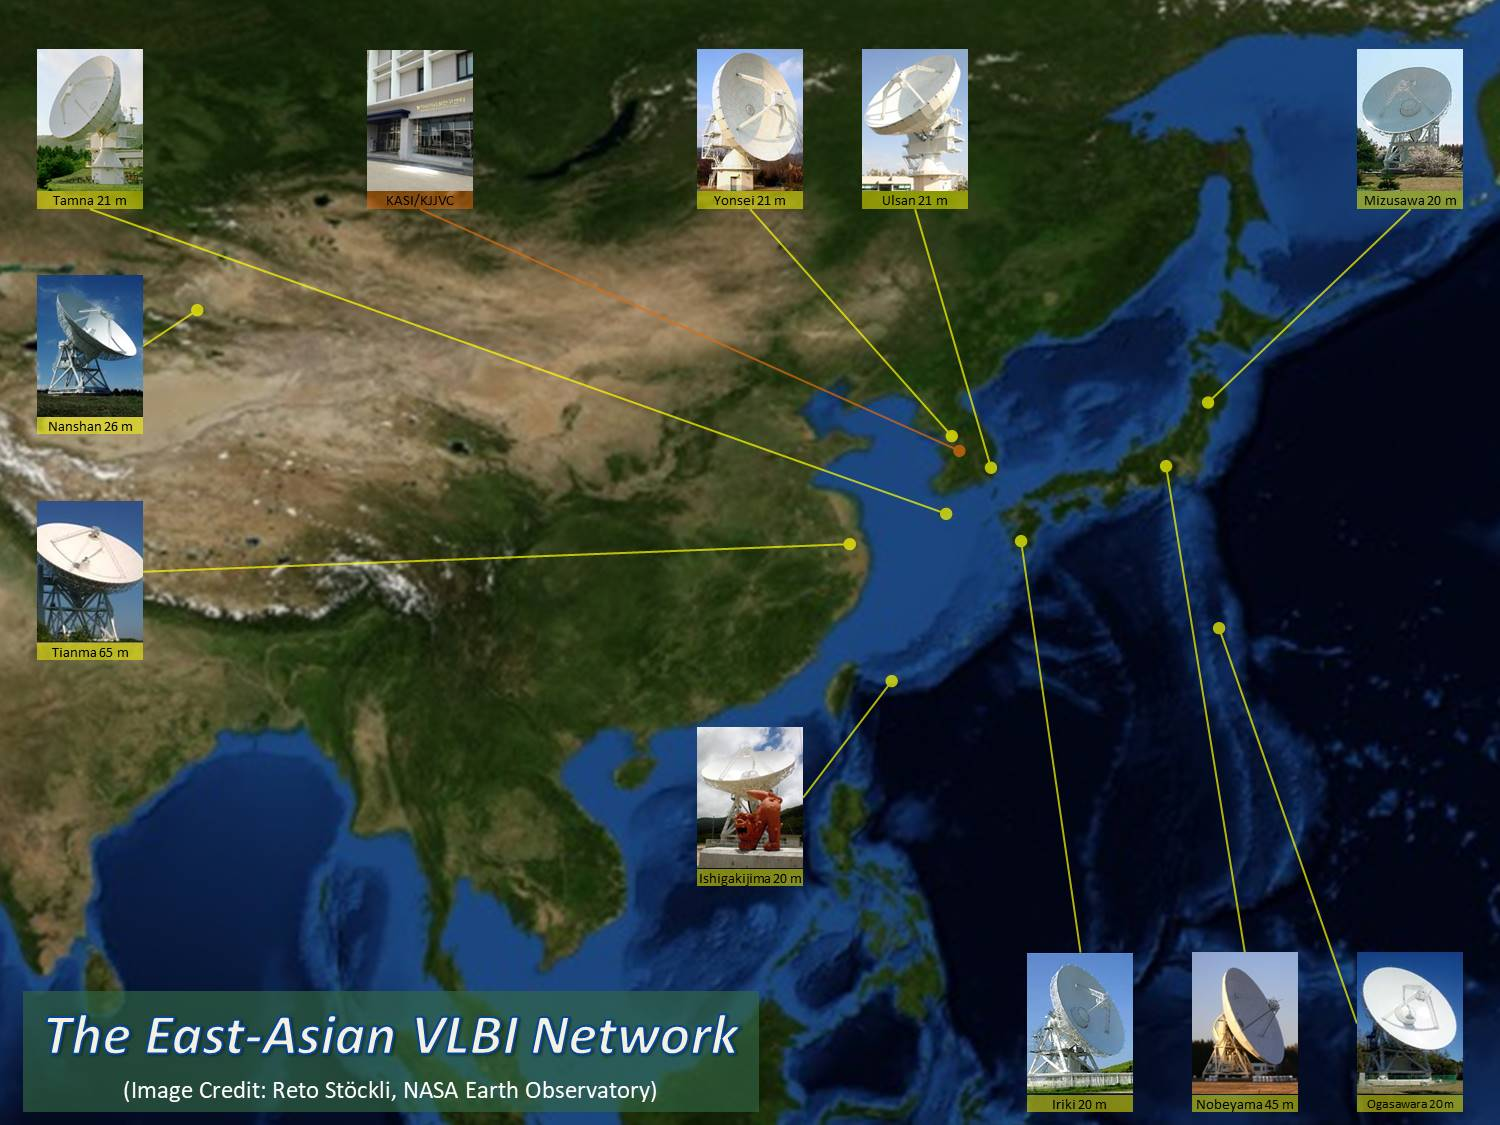 Tamna 21 m
KASI/KJJVC
Yonsei 21 m
Ulsan 21 m
Mizusawa 20 m
Nanshan 26 m
Tianma 65 m
Ishigakijima 20 m
Iriki 20 m
Nobeyama 45 m
Ogasawara 20 m
The East-Asian VLBI Network
(Image Credit: Reto Stöckli, NASA Earth Observatory)